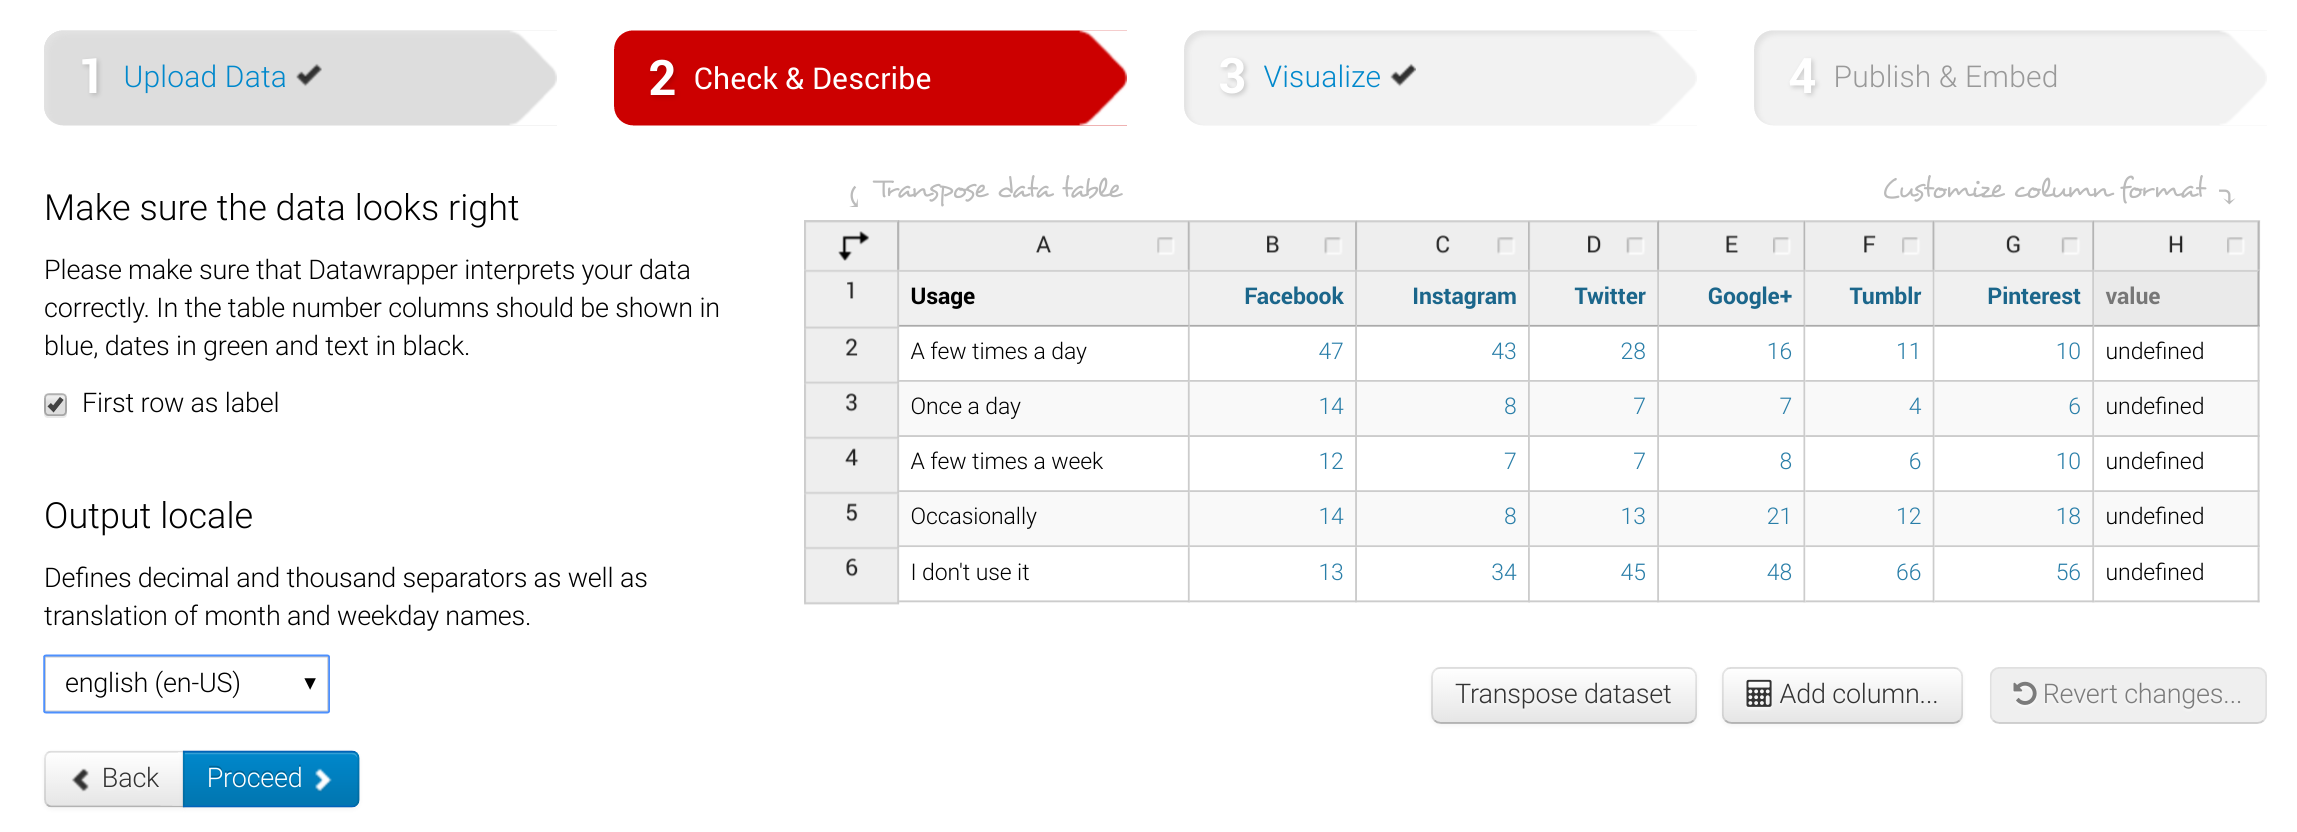 1 Upload Data
2 Check & Describe
3 Visualize
4 Publish & Embed
Make sure the data looks right
Please make sure that Datawrapper interprets your data
correctly. In the table number columns should be shown in
blue, dates in green and text in black.
First row as label
Output locale
Defines decimal and thousand separators as well as
translation of month and weekday names.
english (en-US)
Back Proceed
Transpose data table
Customize column format
A B C D E F G H
1 Usage Facebook Instagram Twitter Google+ Tumblr Pinterest value
2 A few times a day 47 43 28 16 11 10 undefined
3 Once a day 14 8 7 7 4 6 undefined
4 A few times a week 12 7 7 8 6 10 undefined
5 Occasionally 14 8 13 21 12 18 undefined
6 I don't use it 13 34 45 48 66 56 undefined
Transpose dataset Add column... Revert changes...